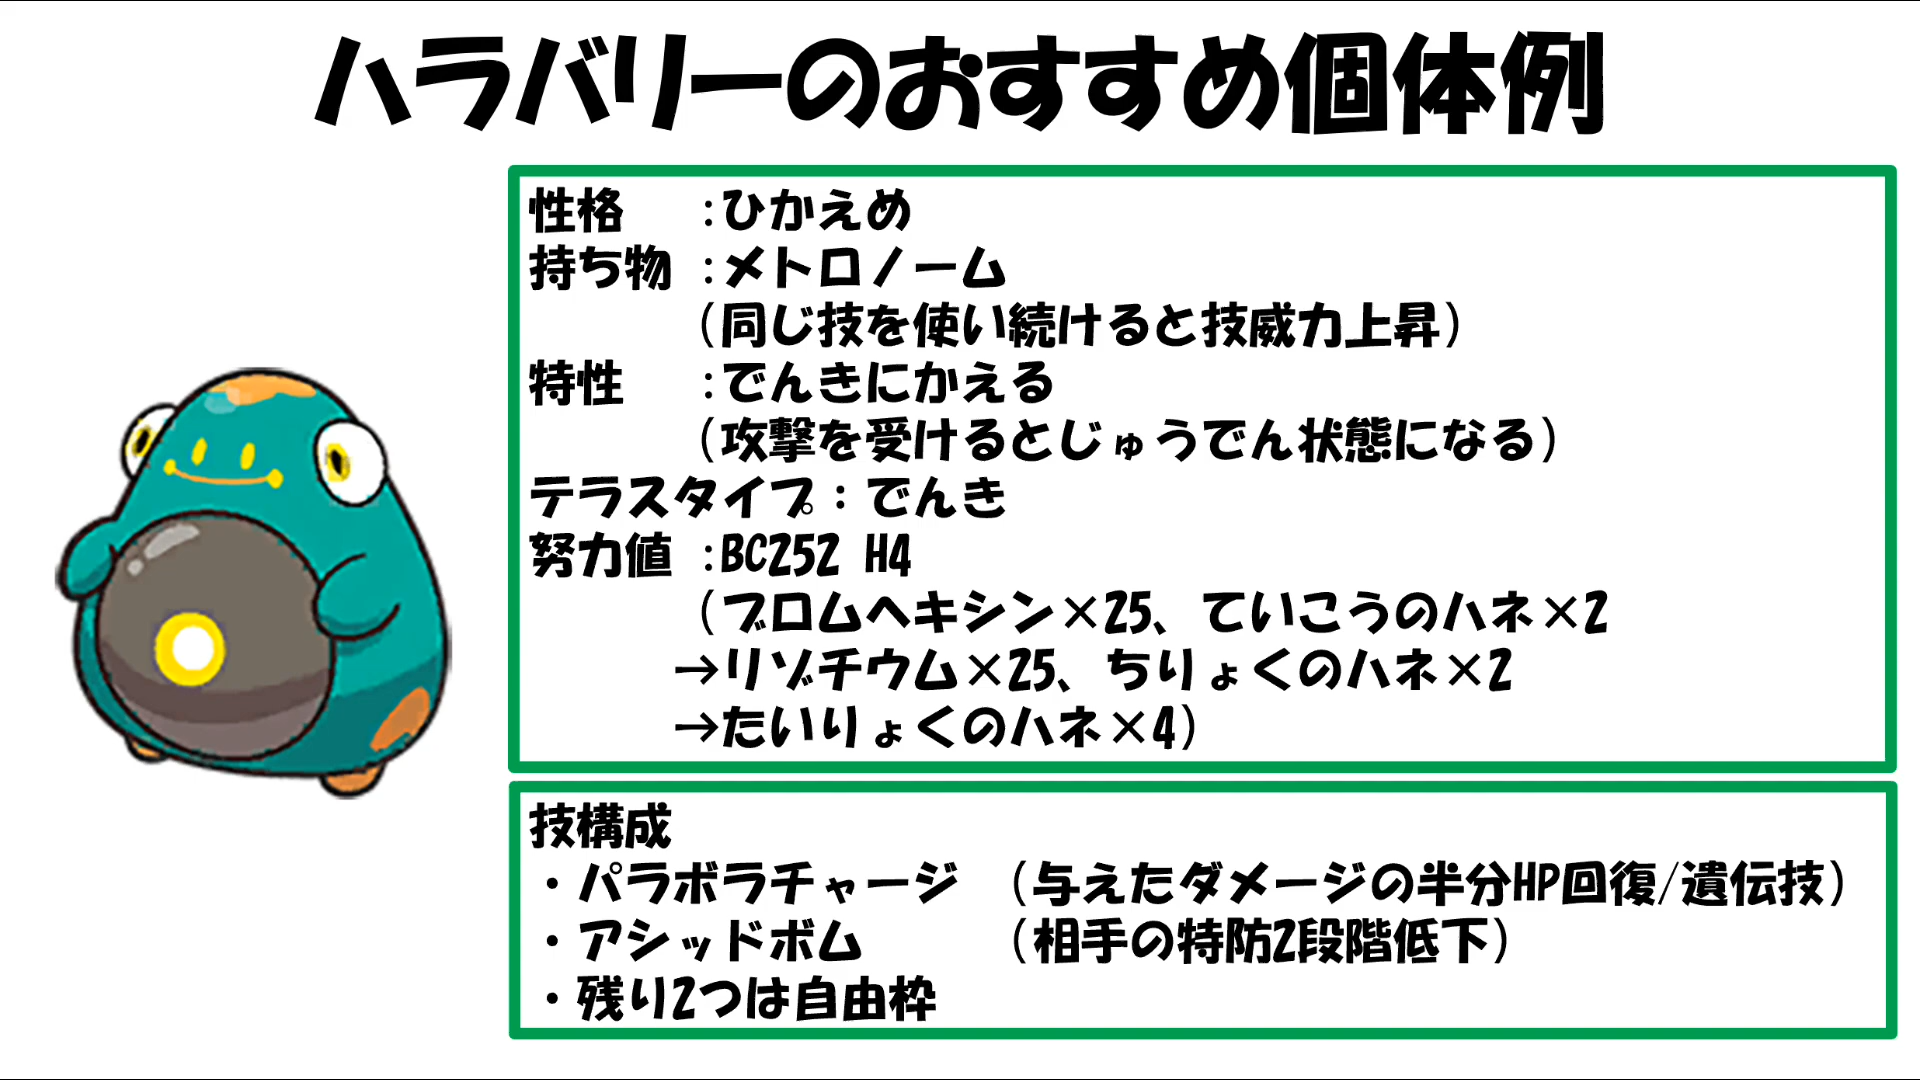 ハラバリーのおすすめ個体例
性格　：ひかえめ
持ち物：メトロノーム
（同じ技を使い続けると技威力上昇）
特性　：でんきにかえる
（攻撃を受けるとじゅうでん状態になる）
テラスタイプ：でんき
努力値：BC252 H4
（ブロムヘキシン×25、ていこうのハネ×2
→リゾチウム×25、ちりょくのハネ×2
→たいりょくのハネ×4）
技構成
・パラボラチャージ （与えたダメージの半分HP回復/遺伝技）
・アシッドボム （相手の特防2段階低下）
・残り2つは自由枠